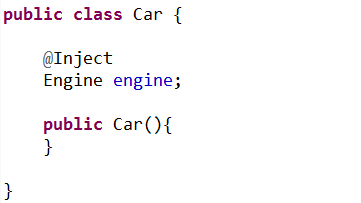 public class Car {
@Inject
Engine engine;
public Car(){
}
}